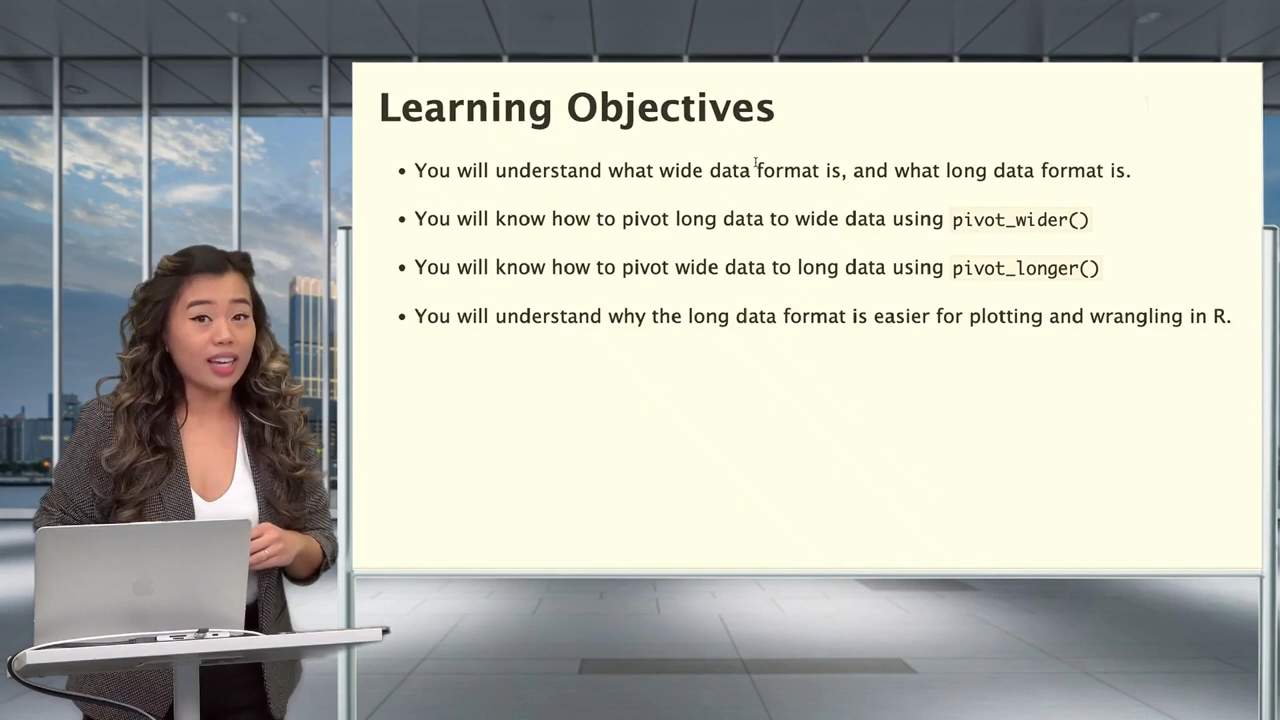 Learning Objectives
• You will understand what wide data format is, and what long data format is.
• You will know how to pivot long data to wide data using pivot_wider()
• You will know how to pivot wide data to long data using pivot_longer()
• You will understand why the long data format is easier for plotting and wrangling in R.